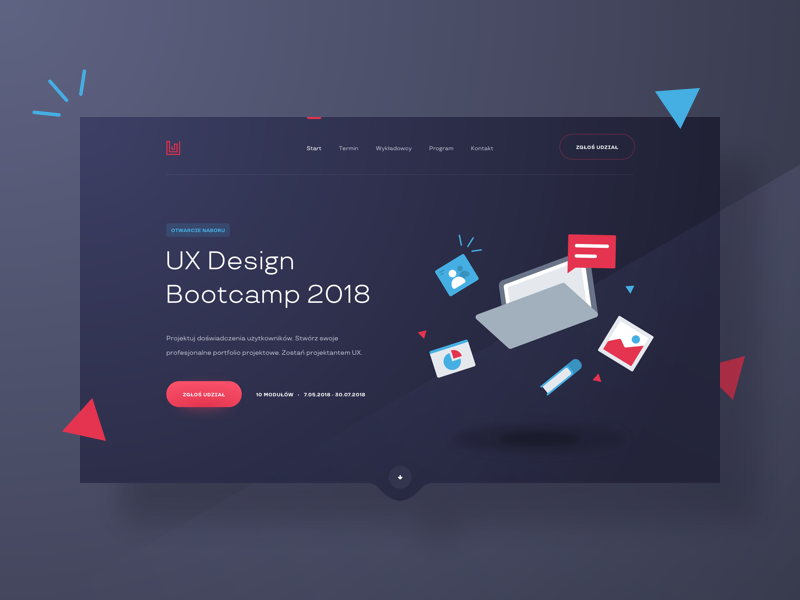 Start
Termin
Wykładowcy
Program
Kontakt
ZGŁOŚ UDZIAŁ
OTWARCIE NABORU
UX Design
Bootcamp 2018
Projektuj doświadczenia użytkowników. Stwórz swoje
profesjonalne portfolio projektowe. Zostań projektantem UX.
ZGŁOŚ UDZIAŁ
10 MODUŁÓW · 7.05.2018 - 30.07.2018